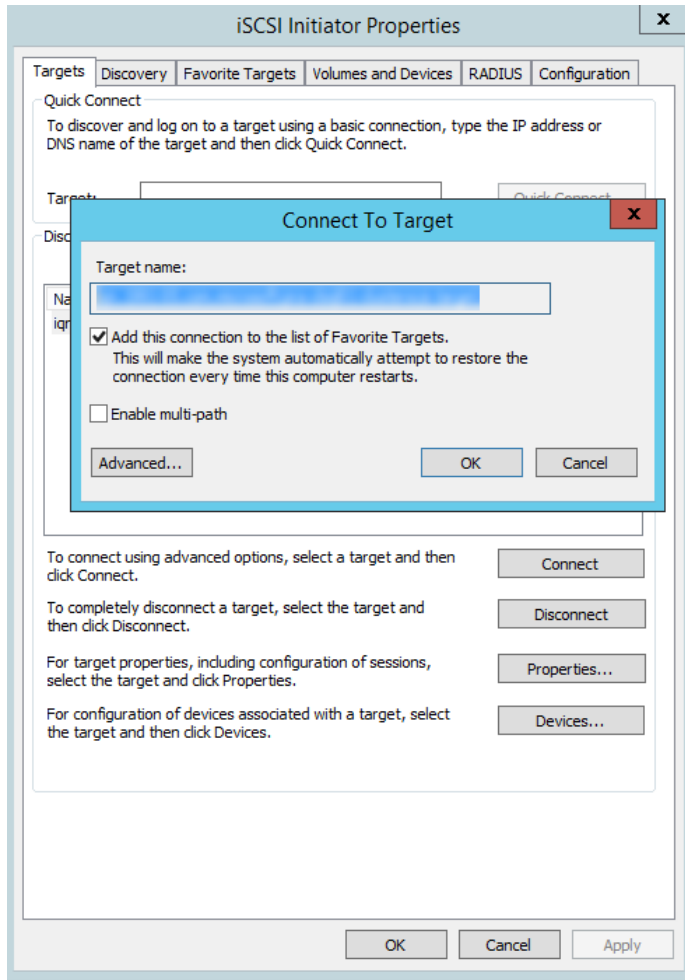 iSCSI Initiator Properties
x
Targets Discovery Favorite Targets Volumes and Devices RADIUS Configuration
Quick Connect
To discover and log on to a target using a basic connection, type the IP address or
DNS name of the target and then click Quick Connect.
Target:
Quick Connect...
Connect To Target
x
Disc
Target name:
Na
iqn
Add this connection to the list of Favorite Targets.
This will make the system automatically attempt to restore the
connection every time this computer restarts.
Enable multi-path
Advanced...
OK
Cancel
To connect using advanced options, select a target and then
click Connect.
Connect
To completely disconnect a target, select the target and
then click Disconnect.
Disconnect
For target properties, including configuration of sessions,
select the target and click Properties.
Properties...
For configuration of devices associated with a target, select
the target and then click Devices.
Devices...
OK
Cancel
Apply